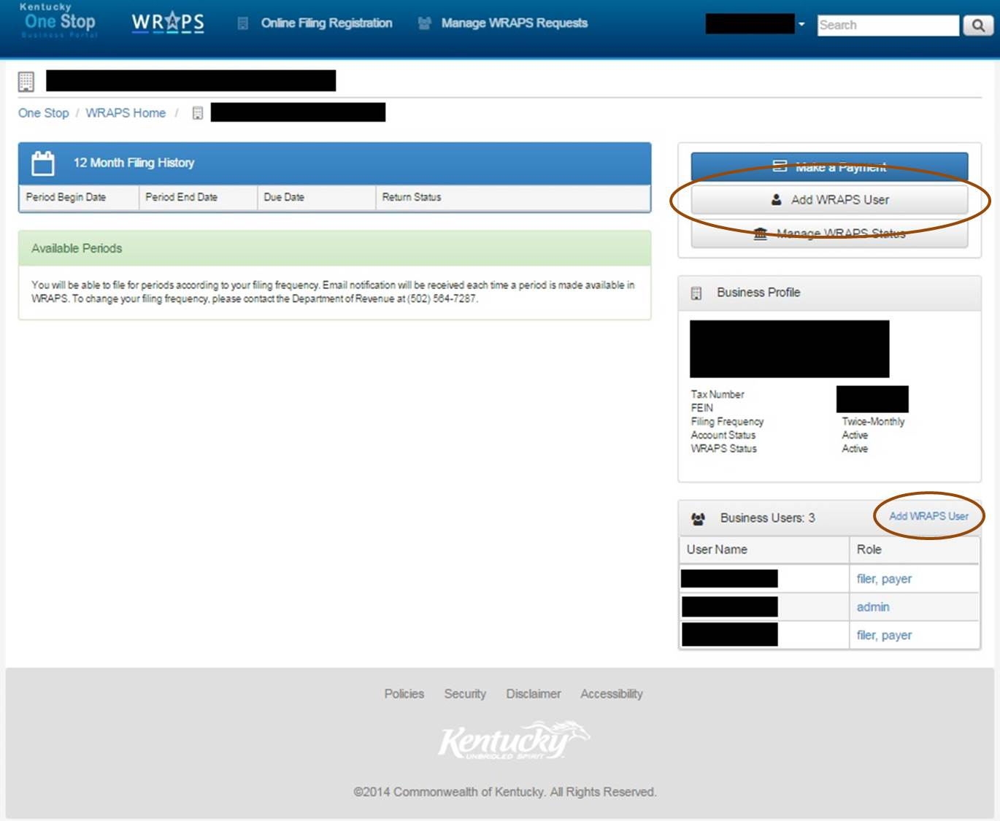 Kentucky
One Stop
Business Portal
WRAPS
Online Filing Registration
Manage WRAPS Requests
Search
One Stop / WRAPS Home /
12 Month Filing History
Period Begin Date Period End Date Due Date Return Status
Available Periods
You will be able to file for periods according to your filing frequency. Email notification will be received each time a period is made available in
WRAPS. To change your filing frequency, please contact the Department of Revenue at (502) 564-7287.
Make a Payment
Add WRAPS User
Manage WRAPS Status
Business Profile
Tax Number
FEIN
Filing Frequency Twice-Monthly
Account Status Active
WRAPS Status Active
Business Users: 3 Add WRAPS User
User Name Role
filer, payer
admin
filer, payer
Policies Security Disclaimer Accessibility
Kentucky
UNBRIDLED SPIRIT
©2014 Commonwealth of Kentucky. All Rights Reserved.